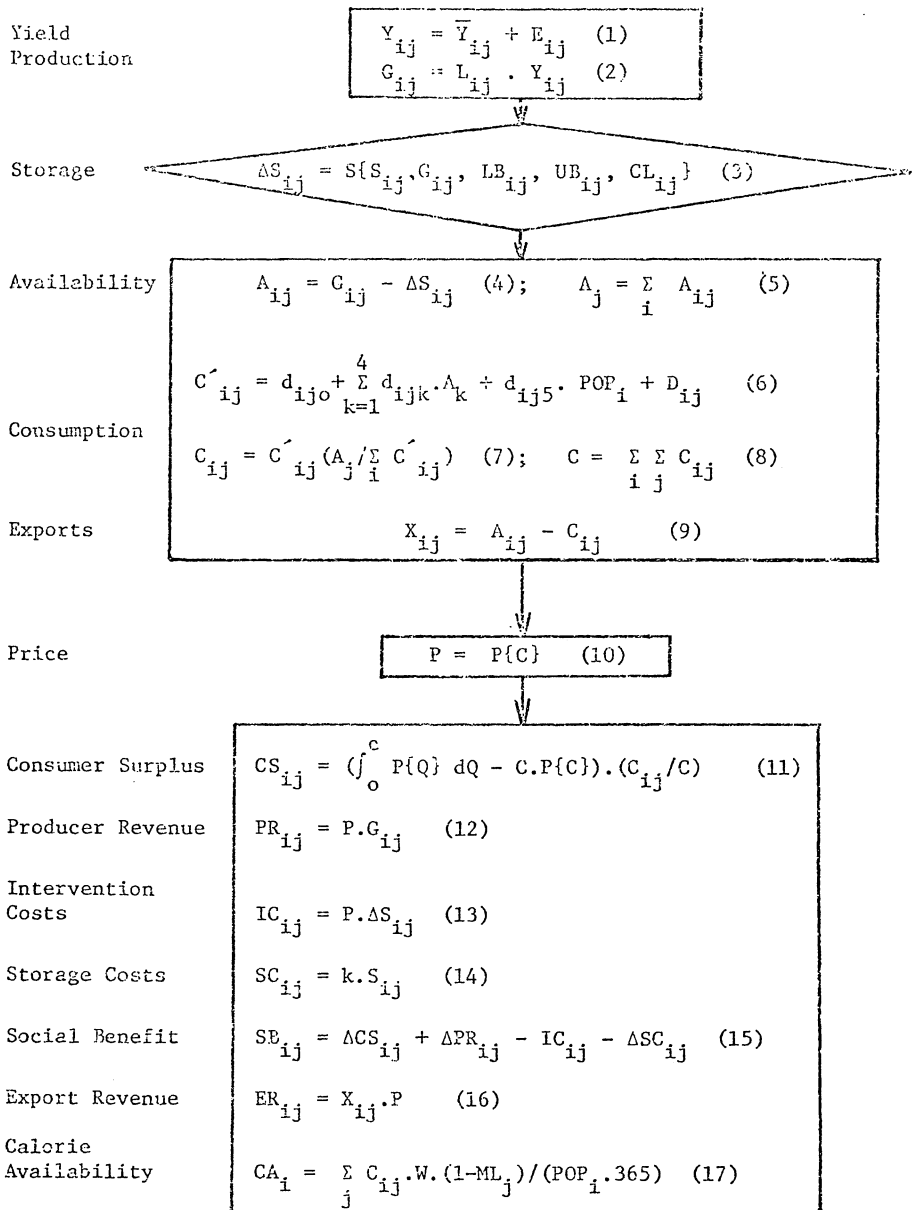 Yield
Production
Y_ij = Y̅_ij + E_ij (1)
G_ij = L_ij . Y_ij (2)
Storage
ΔS_ij = S{S_ij, G_ij, LB_ij, UB_ij, CL_ij} (3)
Availability
A_ij = G_ij - ΔS_ij (4); A_j = Σ_i A_ij (5)
C´_ij = d_ijo + Σ_{k=1}^{4} d_ijk . A_k + d_ij5 . POP_i + D_ij (6)
Consumption
C_ij = C´_ij (A_j / Σ_i C´_ij) (7); C = Σ_i Σ_j C_ij (8)
Exports
X_ij = A_ij - C_ij (9)
Price
P = P{C} (10)
Consumer Surplus
CS_ij = (∫_o^c P{Q} dQ - C.P{C}).(C_ij/C) (11)
Producer Revenue
PR_ij = P.G_ij (12)
Intervention
Costs
IC_ij = P.ΔS_ij (13)
Storage Costs
SC_ij = k.S_ij (14)
Social Benefit
SB_ij = ΔCS_ij + ΔPR_ij - IC_ij - ΔSC_ij (15)
Export Revenue
ER_ij = X_ij.P (16)
Calorie
Availability
CA_i = Σ_j C_ij.W.(1-ML_j)/(POP_i.365) (17)